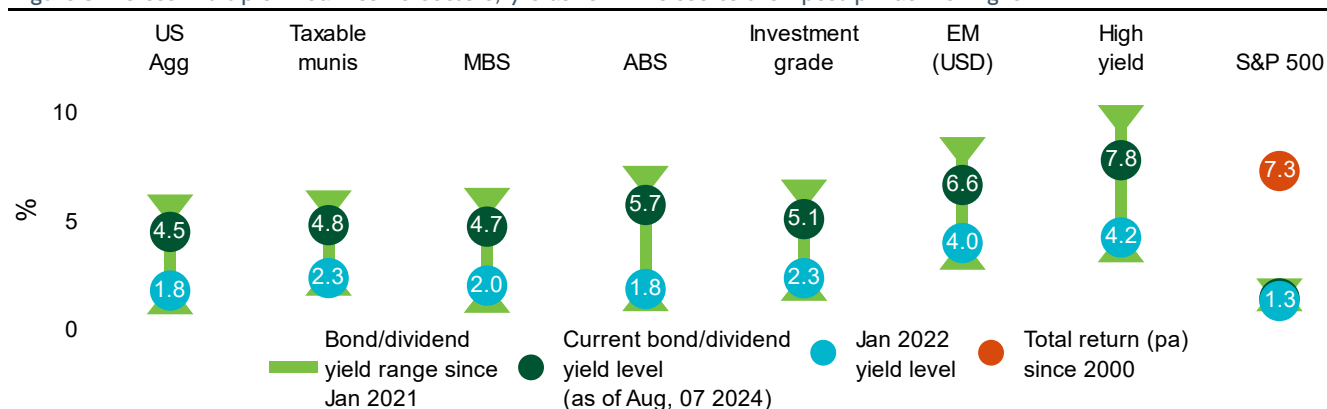 US Agg
Taxable munis
MBS
ABS
Investment grade
EM (USD)
High yield
S&P 500
%
10
5
0
4.5
4.8
4.7
5.7
5.1
6.6
7.8
7.3
1.8
2.3
2.0
1.8
2.3
4.0
4.2
1.3
Bond/dividend
yield range since
Jan 2021
Current bond/dividend
yield level
(as of Aug, 07 2024)
Jan 2022
yield level
Total return (pa)
since 2000